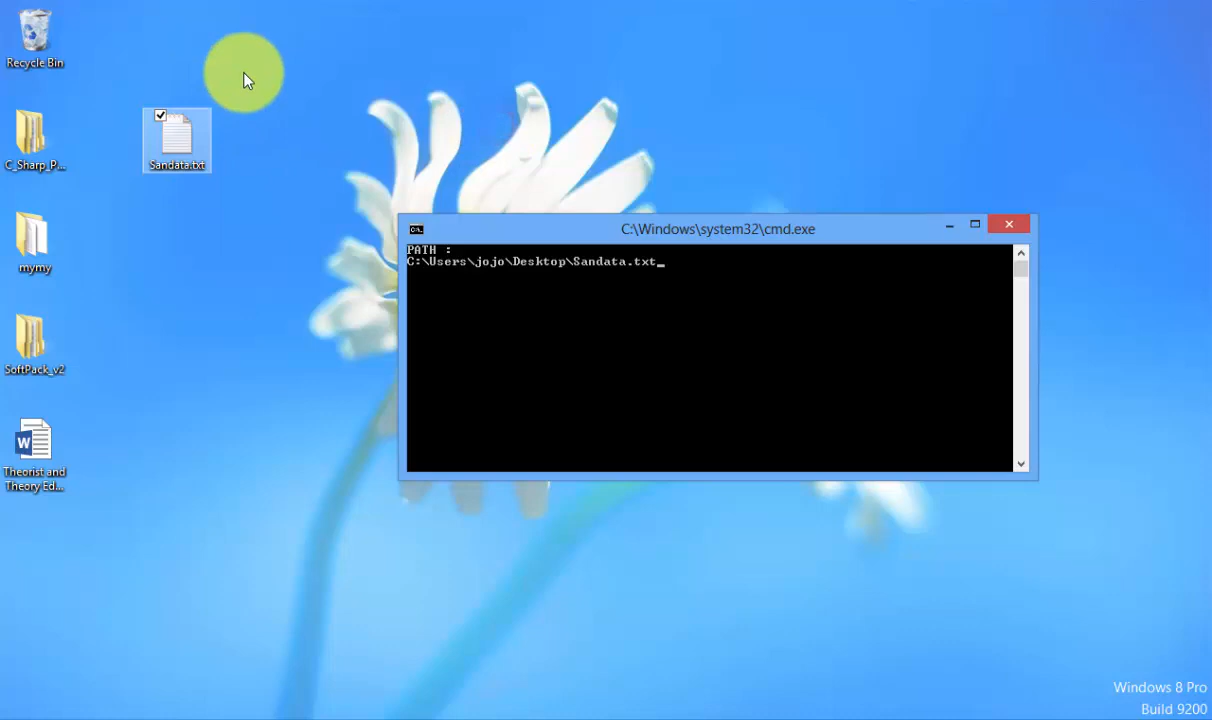 Recycle Bin
C_Sharp_P...
mymy
SoftPack_v2
Theorist and
Theory Ed...
Sandata.txt
C:\Windows\system32\cmd.exe
PATH :
C:\Users\jojo\Desktop\Sandata.txt_
Windows 8 Pro
Build 9200